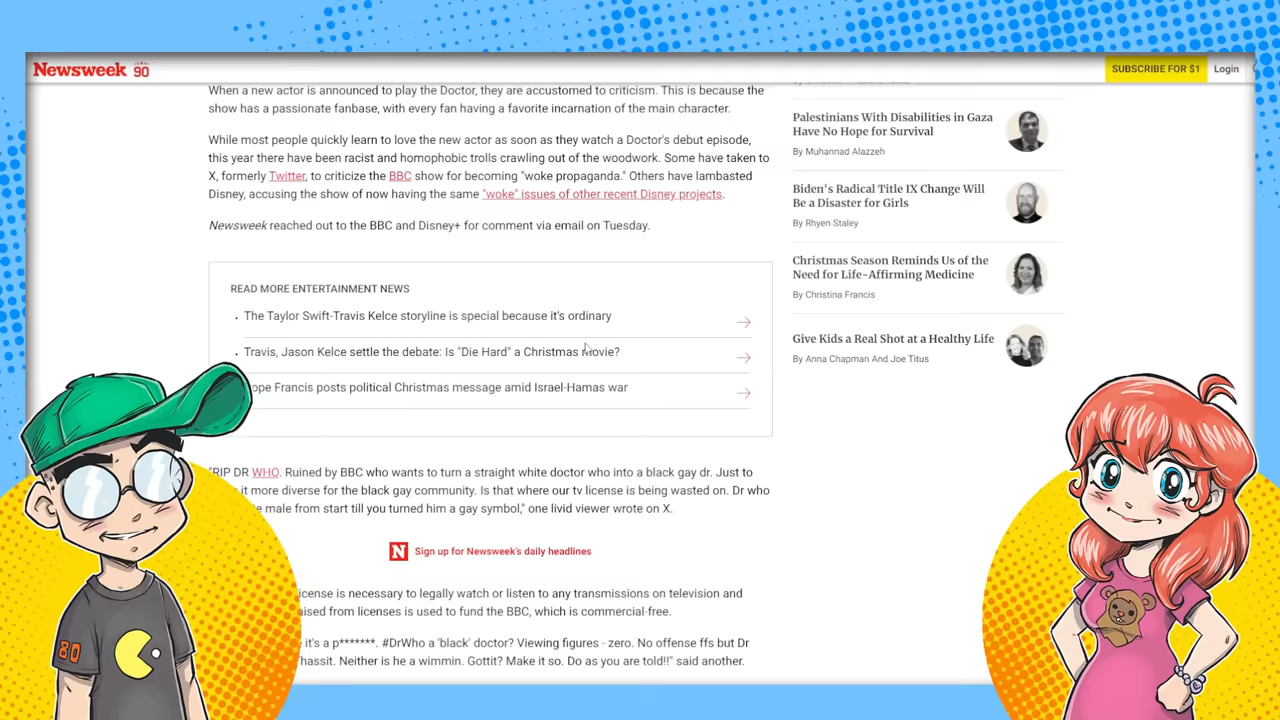 Newsweek 90
SUBSCRIBE FOR $1 Login
When a new actor is announced to play the Doctor, they are accustomed to criticism. This is because the
show has a passionate fanbase, with every fan having a favorite incarnation of the main character.
While most people quickly learn to love the new actor as soon as they watch a Doctor's debut episode,
this year there have been racist and homophobic trolls crawling out of the woodwork. Some have taken to
X, formerly Twitter, to criticize the BBC show for becoming "woke propaganda." Others have lambasted
Disney, accusing the show of now having the same "woke" issues of other recent Disney projects.
Newsweek reached out to the BBC and Disney+ for comment via email on Tuesday.
READ MORE ENTERTAINMENT NEWS
The Taylor Swift-Travis Kelce storyline is special because it's ordinary
Travis, Jason Kelce settle the debate: Is "Die Hard" a Christmas movie?
ope Francis posts political Christmas message amid Israel-Hamas war
"RIP DR WHO. Ruined by BBC who wants to turn a straight white doctor who into a black gay dr. Just to
it more diverse for the black gay community. Is that where our tv license is being wasted on. Dr who
e male from start till you turned him a gay symbol," one livid viewer wrote on X.
N Sign up for Newsweek's daily headlines
icense is necessary to legally watch or listen to any transmissions on television and
aised from licenses is used to fund the BBC, which is commercial-free.
it's a p*******. #DrWho a 'black' doctor? Viewing figures - zero. No offense ffs but Dr
hassit. Neither is he a wimmin. Gottit? Make it so. Do as you are told!!" said another.
Palestinians With Disabilities in Gaza
Have No Hope for Survival
By Muhannad Alazzeh
Biden's Radical Title IX Change Will
Be a Disaster for Girls
By Rhyen Staley
Christmas Season Reminds Us of the
Need for Life-Affirming Medicine
By Christina Francis
Give Kids a Real Shot at a Healthy Life
By Anna Chapman And Joe Titus
80